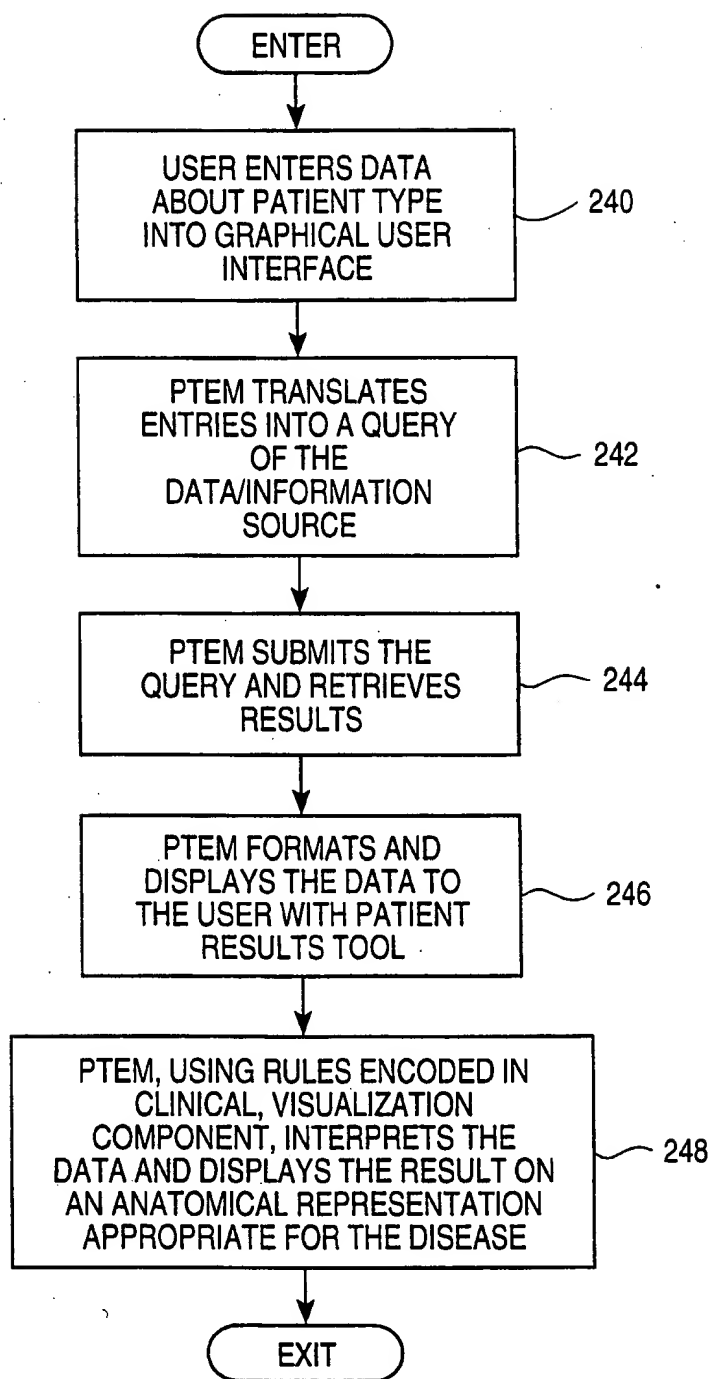 ENTER
USER ENTERS DATA
ABOUT PATIENT TYPE
INTO GRAPHICAL USER
INTERFACE
240
PTEM TRANSLATES
ENTRIES INTO A QUERY
OF THE
DATA/INFORMATION
SOURCE
242
PTEM SUBMITS THE
QUERY AND RETRIEVES
RESULTS
244
PTEM FORMATS AND
DISPLAYS THE DATA TO
THE USER WITH PATIENT
RESULTS TOOL
246
PTEM, USING RULES ENCODED IN
CLINICAL, VISUALIZATION
COMPONENT, INTERPRETS THE
DATA AND DISPLAYS THE RESULT ON
AN ANATOMICAL REPRESENTATION
APPROPRIATE FOR THE DISEASE
248
EXIT